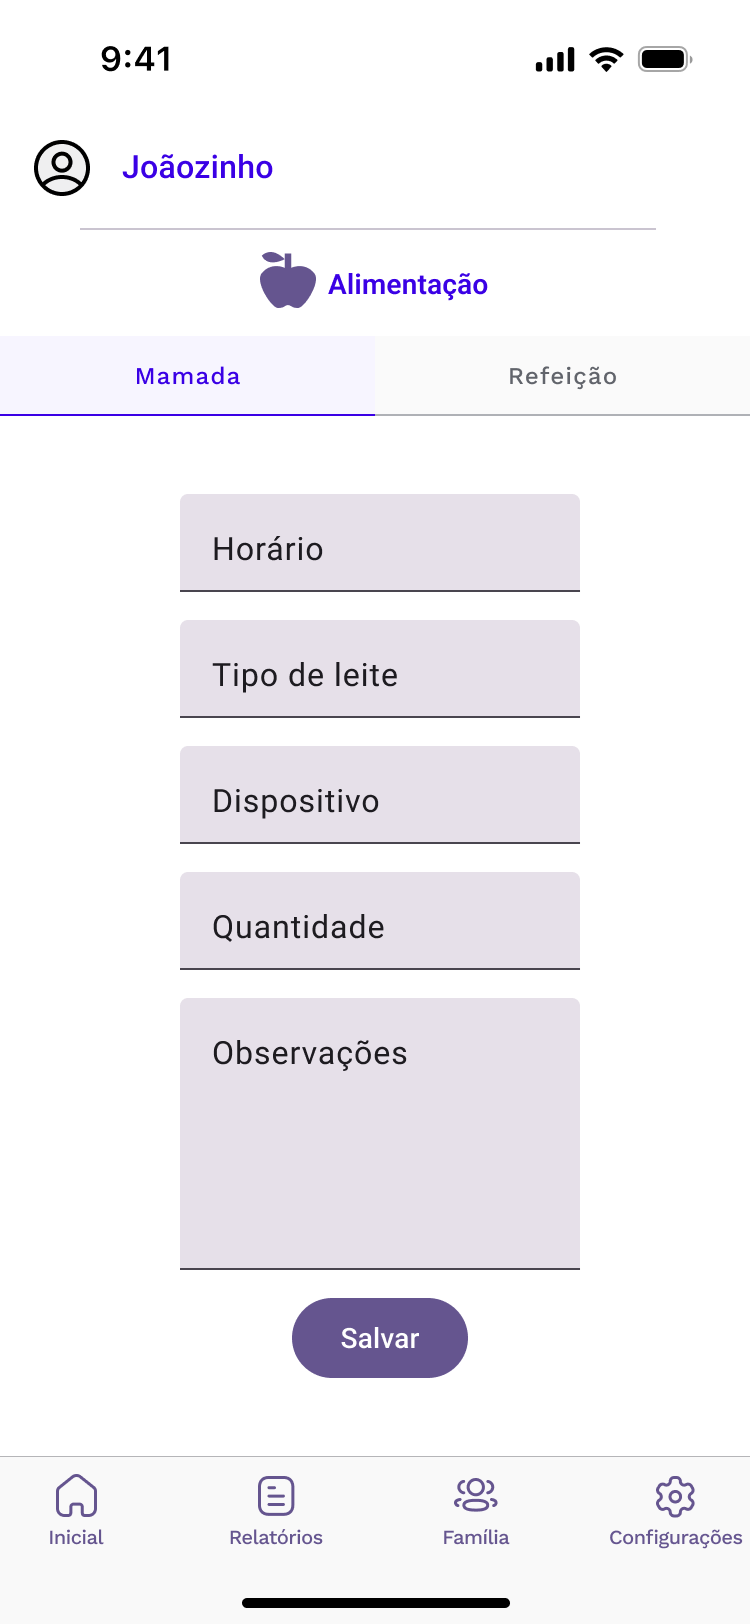 9:41
Joãozinho
Alimentação
Mamada
Refeição
Horário
Tipo de leite
Dispositivo
Quantidade
Observações
Salvar
Inicial
Relatórios
Família
Configurações